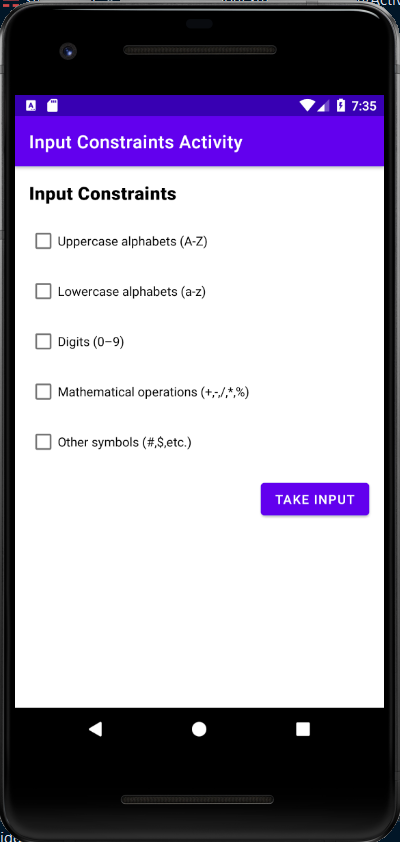 7:35
Input Constraints Activity
Input Constraints
Uppercase alphabets (A-Z)
Lowercase alphabets (a-z)
Digits (0–9)
Mathematical operations (+,-,/,*,%)
Other symbols (#,$,etc.)
TAKE INPUT